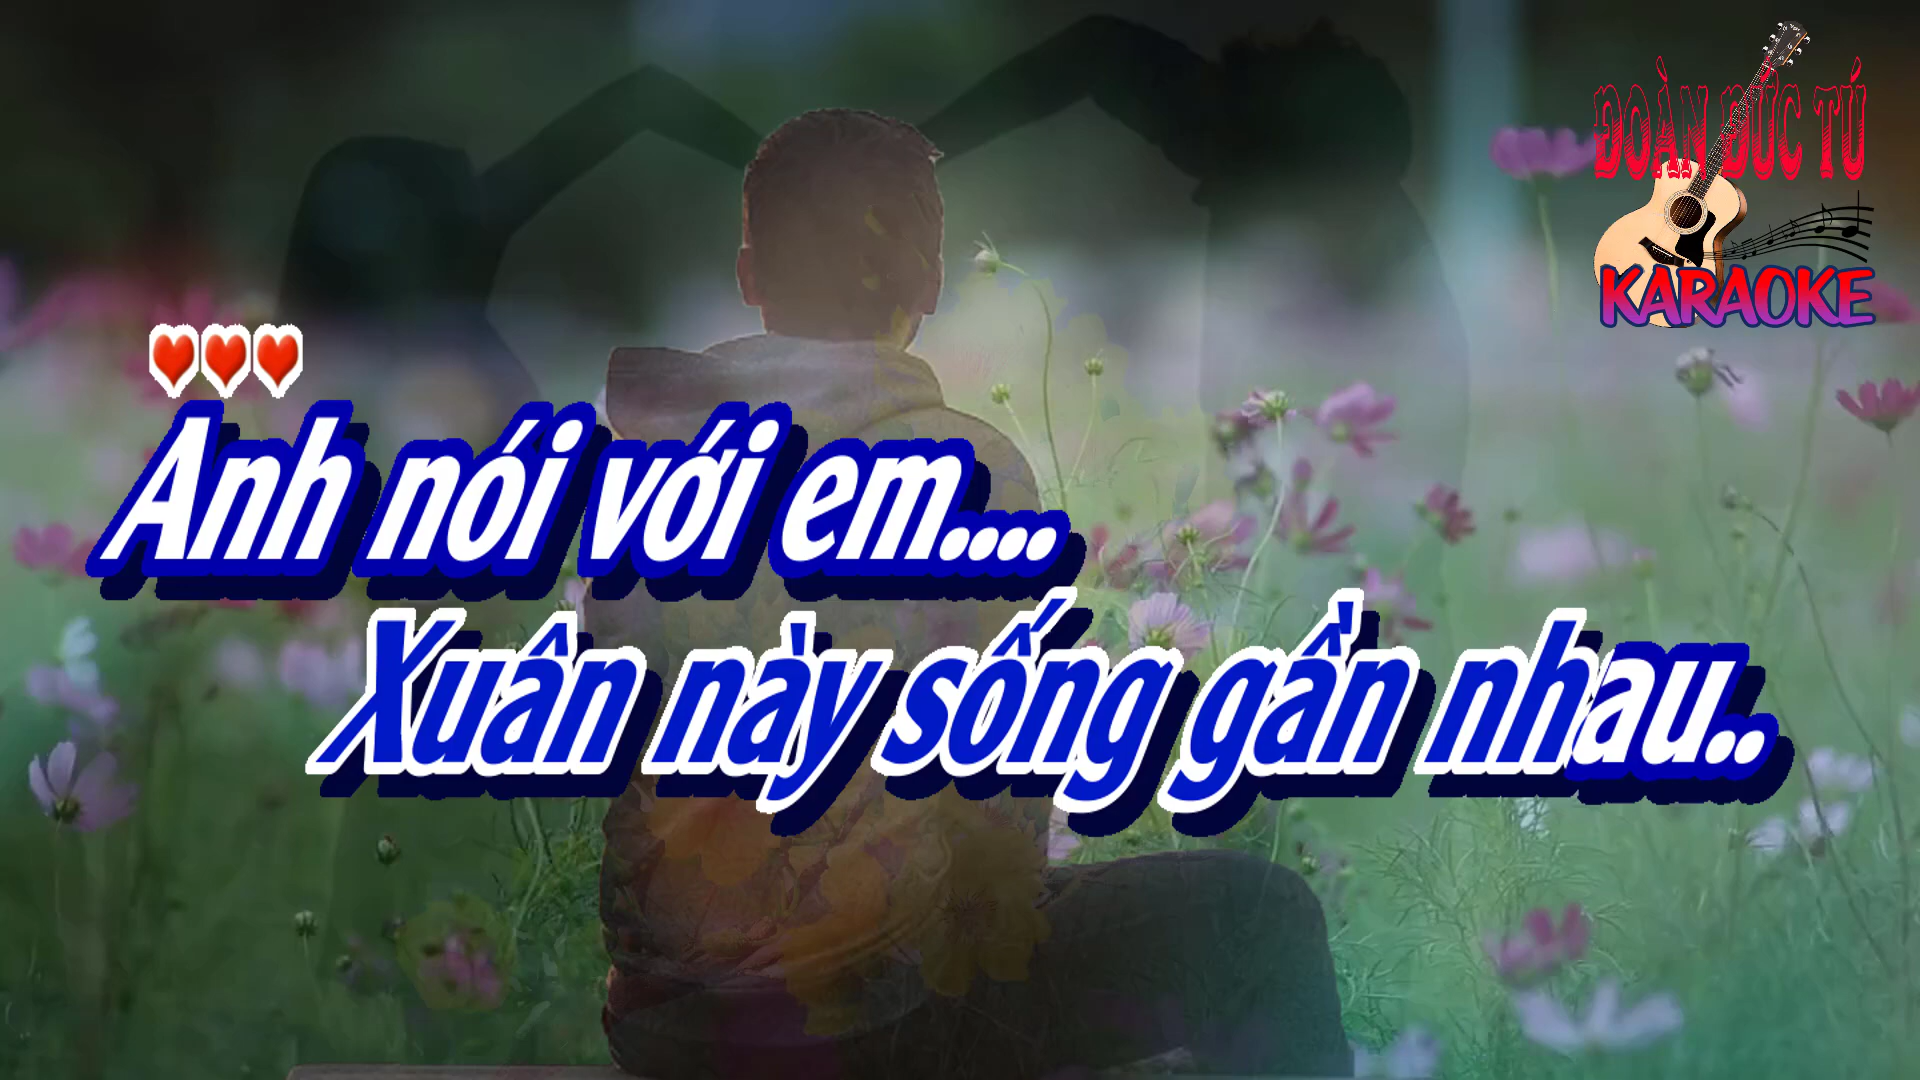 ĐOÀN ĐỨC TÚ
KARAOKE
Anh nói với em....
Xuân này sống gần nhau..